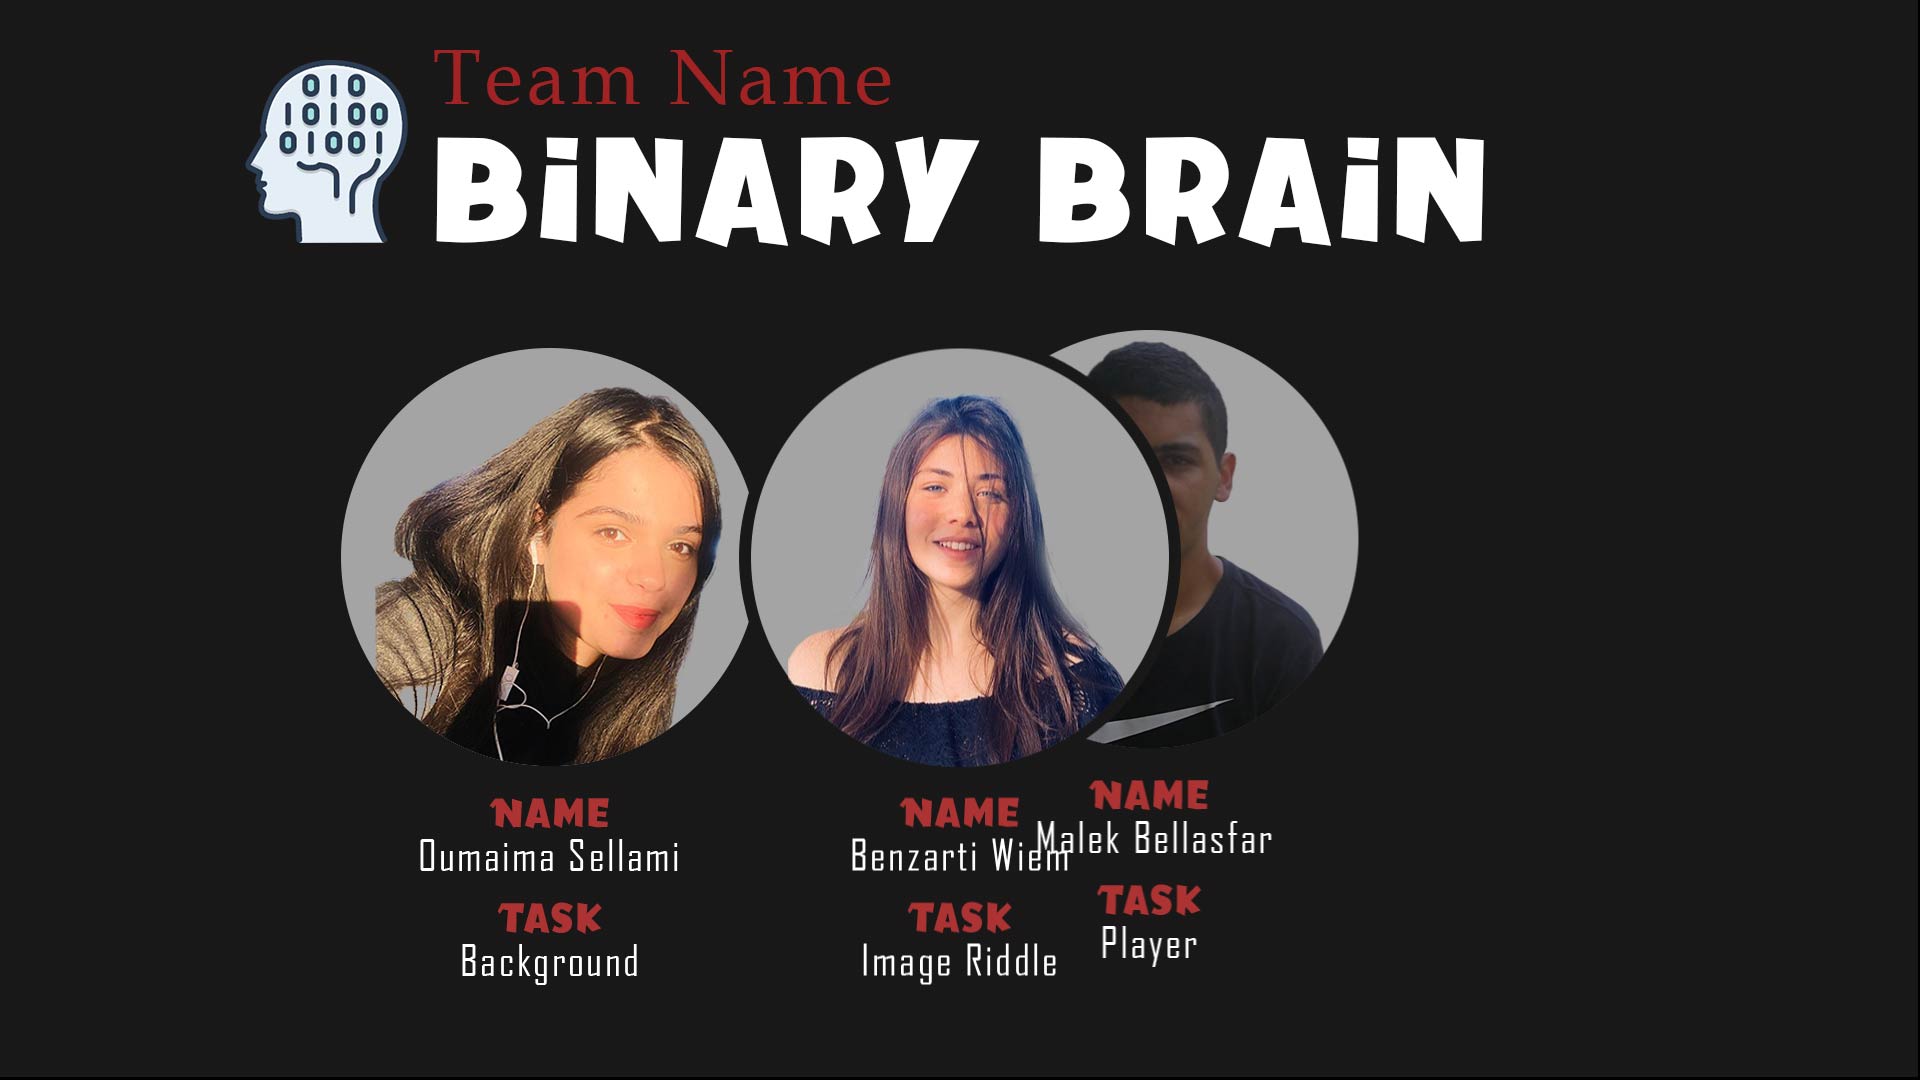 010
10100
01001
Team Name
BiNARY BRAiN
NAME
Oumaima Sellami
TASK
Background
NAME
Benzarti Wiem
TASK
Image Riddle
NAME
Malek Bellasfar
TASK
Player